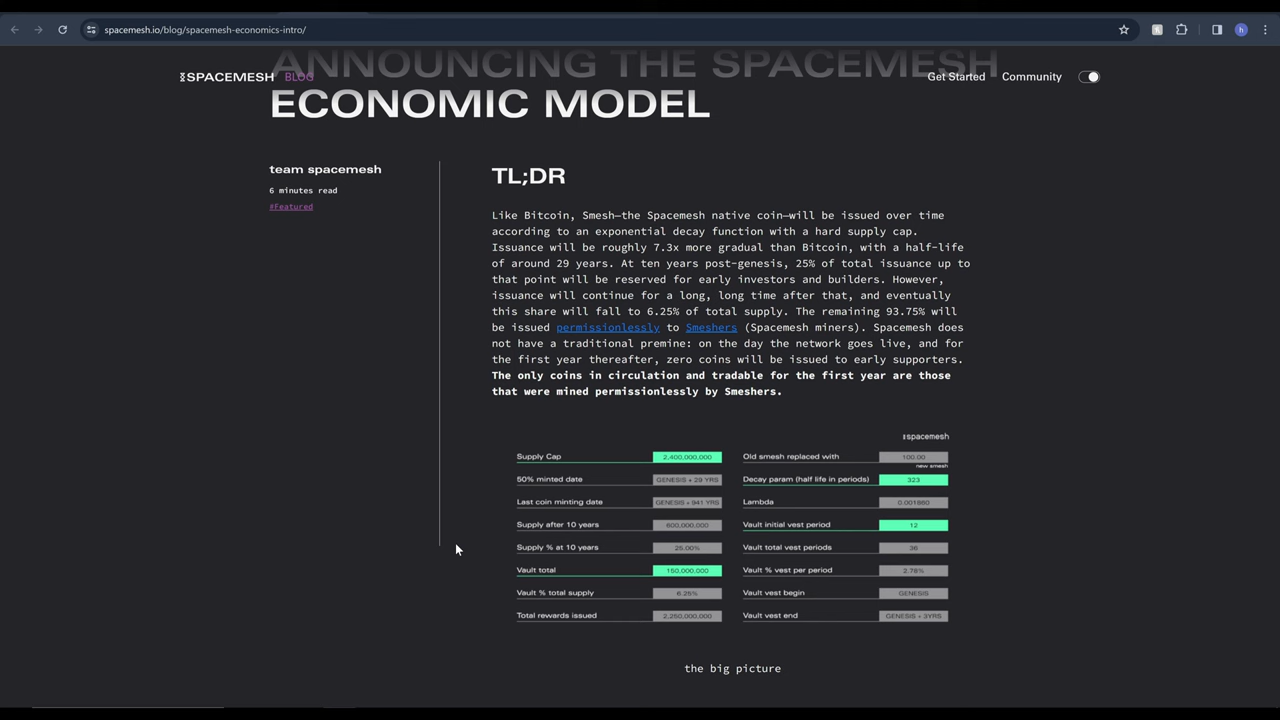 spacemesh.io/blog/spacemesh-economics-intro/
h
ANNOUNCING THE SPACEMESH
SPACEMESH BLOG
Get Started Community
ECONOMIC MODEL
team spacemesh
6 minutes read
#Featured
TL;DR
Like Bitcoin, Smesh—the Spacemesh native coin—will be issued over time
according to an exponential decay function with a hard supply cap.
Issuance will be roughly 7.3x more gradual than Bitcoin, with a half-life
of around 29 years. At ten years post-genesis, 25% of total issuance up to
that point will be reserved for early investors and builders. However,
issuance will continue for a long, long time after that, and eventually
this share will fall to 6.25% of total supply. The remaining 93.75% will
be issued permissionlessly to Smeshers (Spacemesh miners). Spacemesh does
not have a traditional premine: on the day the network goes live, and for
the first year thereafter, zero coins will be issued to early supporters.
The only coins in circulation and tradable for the first year are those
that were mined permissionlessly by Smeshers.
spacemesh
Supply Cap 2,400,000,000
50% minted date GENESIS + 29 YRS
Last coin minting date GENESIS + 941 YRS
Supply after 10 years 600,000,000
Supply % at 10 years 25.00%
Vault total 150,000,000
Vault % total supply 6.25%
Total rewards issued 2,250,000,000
Old smesh replaced with 100.00
new smesh
Decay param (half life in periods) 323
Lambda
Vault initial vest period 12
Vault total vest periods 36
Vault % vest per period 2.78%
Vault vest begin GENESIS
Vault vest end GENESIS + 3YRS
the big picture